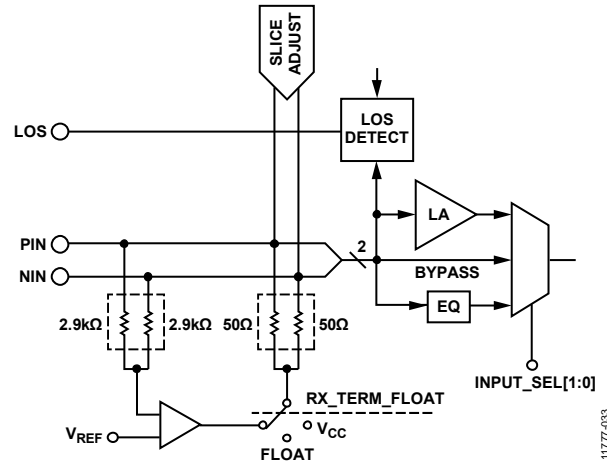 SLICE
ADJUST
LOS
LOS
DETECT
LA
PIN
2
NIN
BYPASS
EQ
2.9kΩ
2.9kΩ
50Ω
50Ω
INPUT_SEL[1:0]
RX_TERM_FLOAT
VREF
VCC
FLOAT
11777-033